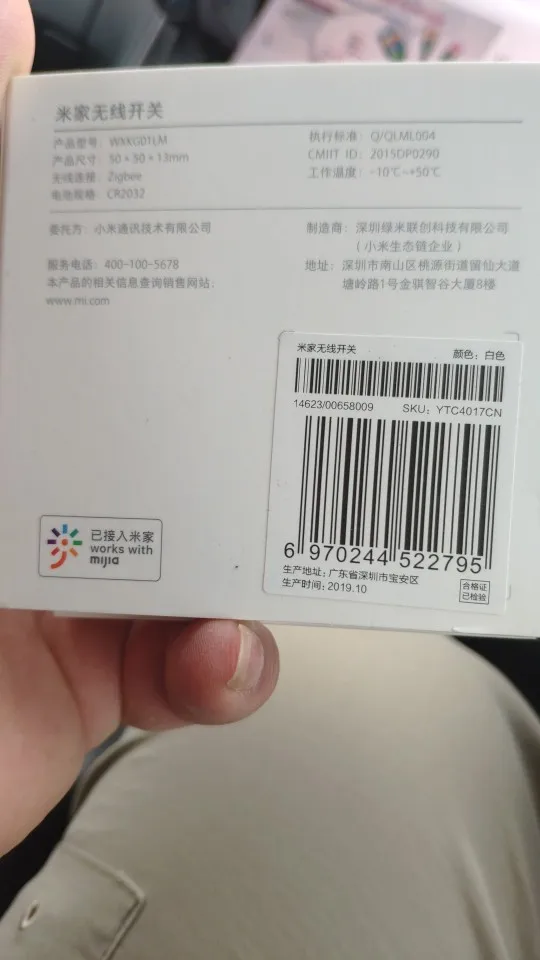 米家无线开关
产品型号：WXKG01LM
产品尺寸：50×50×13mm
无线连接：Zigbee
电池规格：CR2032
执行标准：Q/QLML004
CMIIT ID：2015DP0290
工作温度：-10℃~+50℃
委托方：小米通讯技术有限公司
服务电话：400-100-5678
本产品的相关信息查询销售网站：
www.mi.com
制造商：深圳绿米联创科技有限公司
（小米生态链企业）
地址：深圳市南山区桃源街道留仙大道
塘岭路1号金骐智谷大厦8楼
米家无线开关 颜色：白色
14623/00658009 SKU：YTC4017CN
6 970244 522795
生产地址：广东省深圳市宝安区
生产时间：2019.10
合格证
已检验
已接入米家
works with
mijia